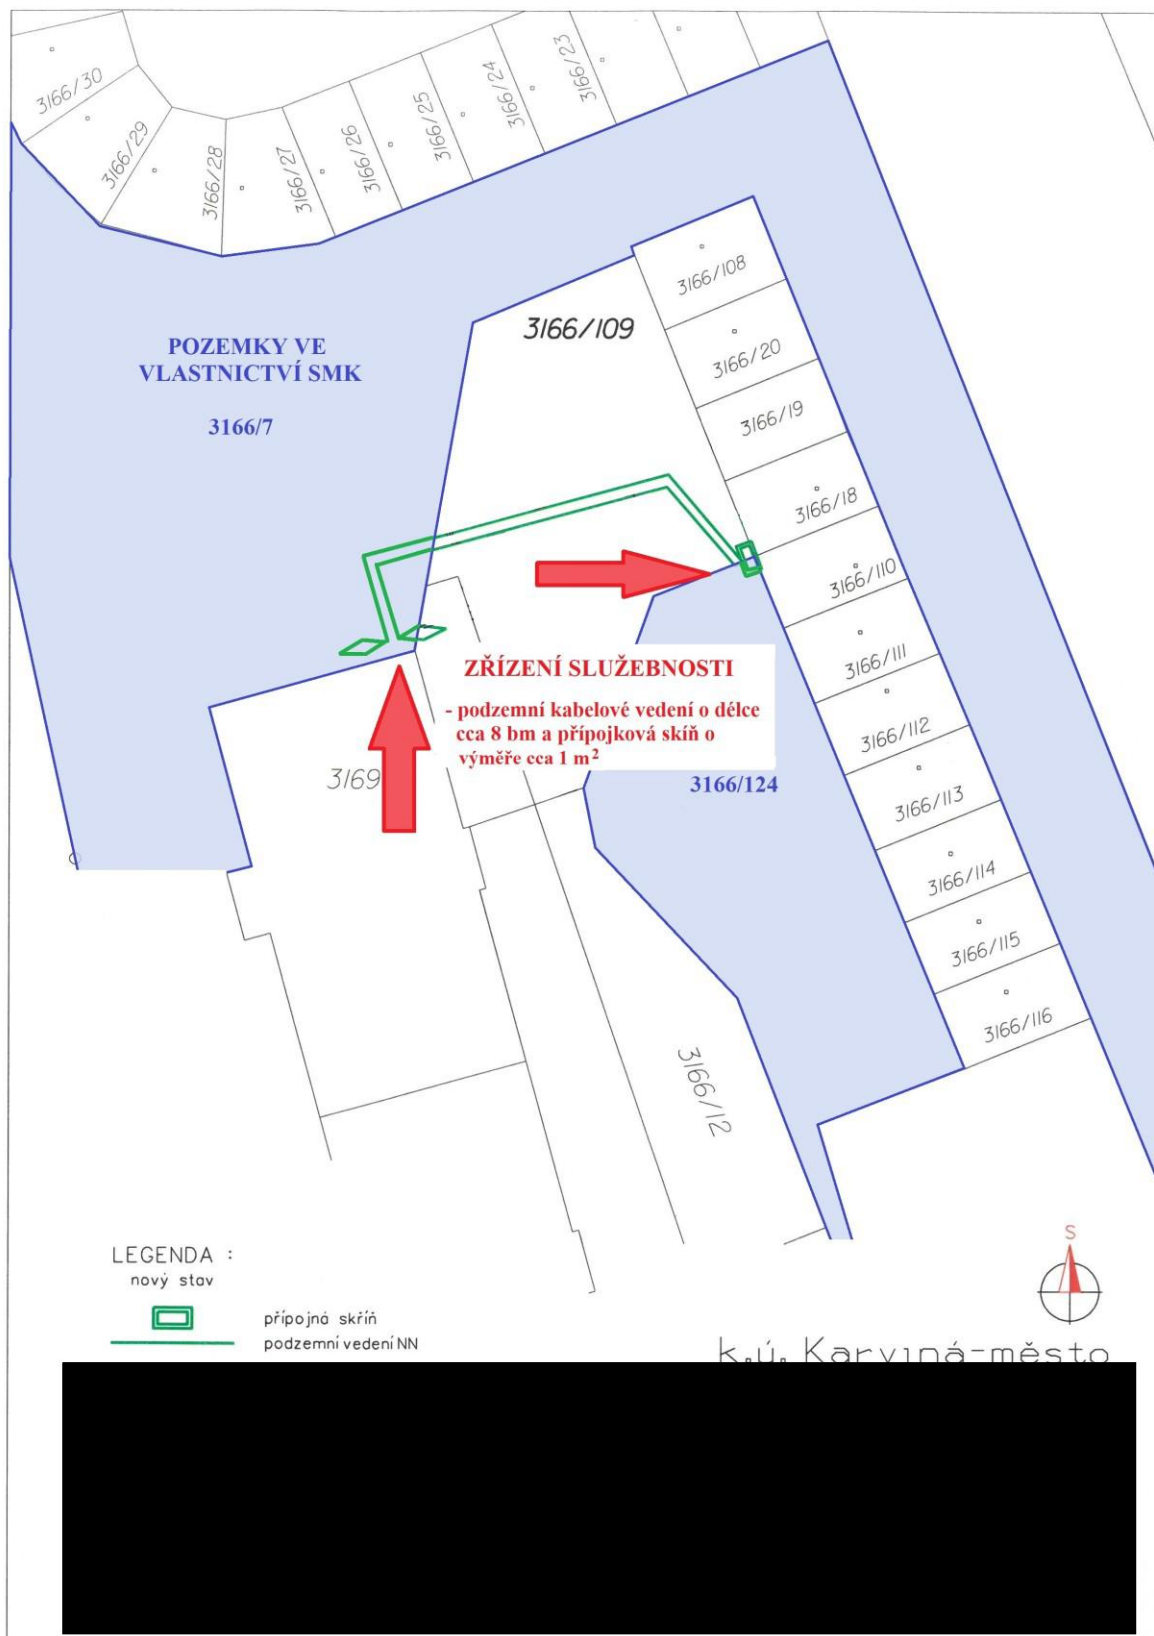 3166/30
3166/29
3166/28
3166/27
3166/26
3166/25
3166/24
3166/23
3166/108
3166/109
3166/20
3166/19
3166/18
3166/110
3166/111
3166/112
3166/113
3166/114
3166/115
3166/116
POZEMKY VE
VLASTNICTVÍ SMK
3166/7
ZŘÍZENÍ SLUŽEBNOSTI
- podzemní kabelové vedení o délce
cca 8 bm a přípojková skíň o
výměře cca 1 m²
3169
3166/124
3166/12
LEGENDA :
nový stav
přípojná skříň
podzemní vedení NN
S
k.ú. Karviná-město